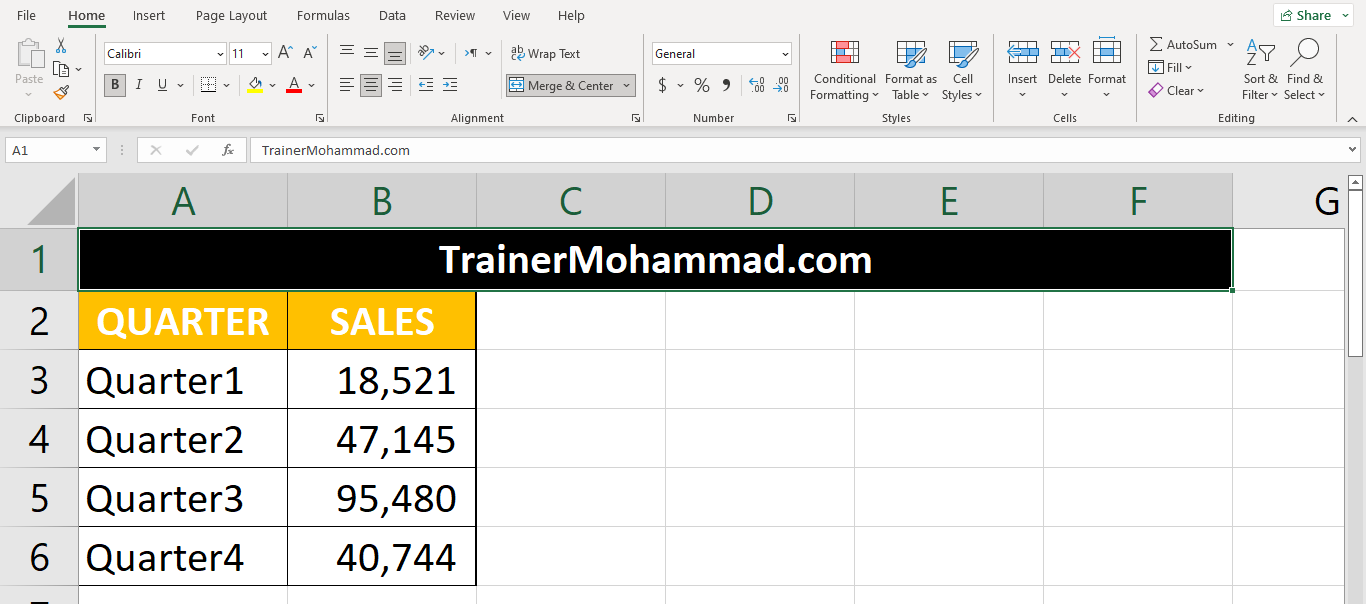 File Home Insert Page Layout Formulas Data Review View Help Share
Calibri 11 A^ A˅ ab Wrap Text General AutoSum
Paste Conditional Formatting Format as Table Cell Styles Insert Delete Format Fill Sort & Filter Find & Select
B I U A Merge & Center $ % 9 .00 .00 Clear
Clipboard Font Alignment Number Styles Cells Editing
A1 fx TrainerMohammad.com
A B C D E F G
1 TrainerMohammad.com
2 QUARTER SALES
3 Quarter1 18,521
4 Quarter2 47,145
5 Quarter3 95,480
6 Quarter4 40,744